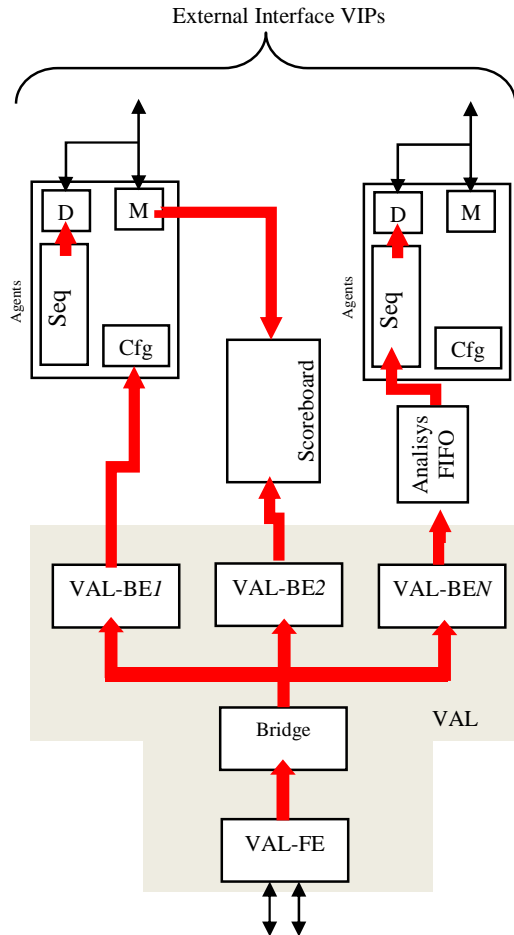 External Interface VIPs
D
M
Agents
Seq
Cfg
D
M
Agents
Seq
Cfg
Scoreboard
Analisys
FIFO
VAL-BE1
VAL-BE2
VAL-BEN
Bridge
VAL
VAL-FE